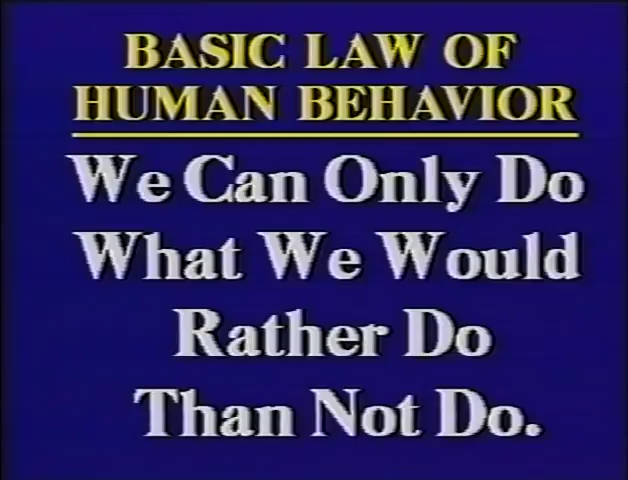 BASIC LAW OF
HUMAN BEHAVIOR
We Can Only Do
What We Would
Rather Do
Than Not Do.